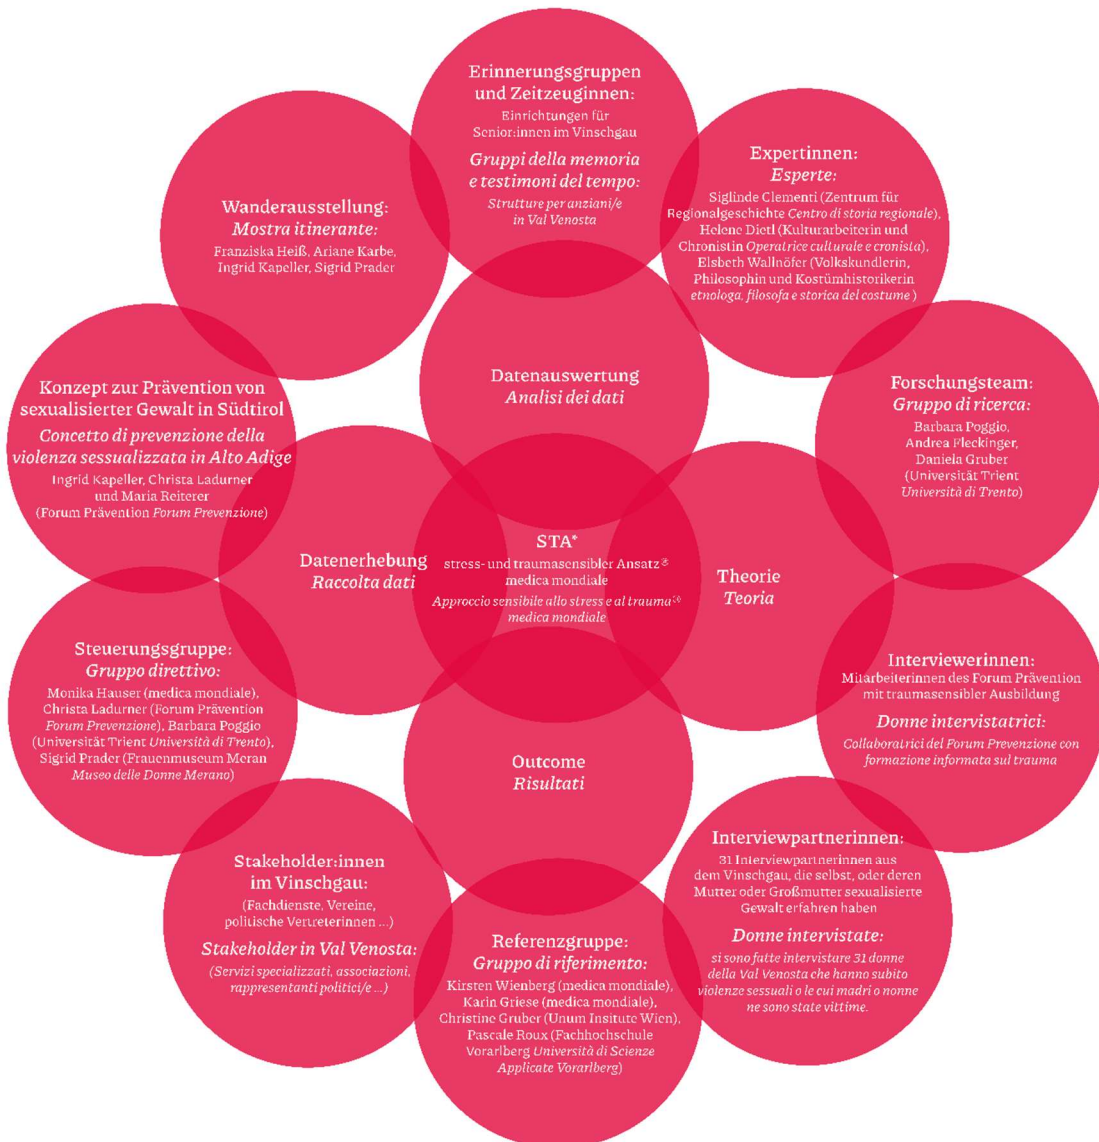 Erinnerungsgruppen
und Zeitzeuginnen:
Einrichtungen für
Senior:innen im Vinschgau
Gruppi della memoria
e testimoni del tempo:
Strutture per anziani/e
in Val Venosta
Expertinnen:
Esperte:
Siglinde Clementi (Zentrum für
Regionalgeschichte Centro di storia regionale),
Helene Dietl (Kulturarbeiterin und
Chronistin Operatrice culturale e cronista),
Elsbeth Wallnöfer (Volkskundlerin,
Philosophin und Kostümhistorikerin
etnologa, filosofa e storica del costume )
Wanderausstellung:
Mostra itinerante:
Franziska Heiß, Ariane Karbe,
Ingrid Kapeller, Sigrid Prader
Datenauswertung
Analisi dei dati
Konzept zur Prävention von
sexualisierter Gewalt in Südtirol
Concetto di prevenzione della
violenza sessualizzata in Alto Adige
Ingrid Kapeller, Christa Ladurner
und Maria Reiterer
(Forum Prävention Forum Prevenzione)
Forschungsteam:
Gruppo di ricerca:
Barbara Poggio,
Andrea Fleckinger,
Daniela Gruber
(Universität Trient
Università di Trento)
Datenerhebung
Raccolta dati
STA®
stress- und traumasensibler Ansatz®
medica mondiale
Approccio sensibile allo stress e al trauma®
medica mondiale
Theorie
Teoria
Steuerungsgruppe:
Gruppo direttivo:
Monika Hauser (medica mondiale),
Christa Ladurner (Forum Prävention
Forum Prevenzione), Barbara Poggio
(Universität Trient Università di Trento),
Sigrid Prader (Frauenmuseum Meran
Museo delle Donne Merano)
Interviewerinnen:
Mitarbeiterinnen des Forum Prävention
mit traumasensibler Ausbildung
Donne intervistatrici:
Collaboratrici del Forum Prevenzione con
formazione informata sul trauma
Outcome
Risultati
Stakeholder:innen
im Vinschgau:
(Fachdienste, Vereine,
politische Vertreterinnen ...)
Stakeholder in Val Venosta:
(Servizi specializzati, associazioni,
rappresentanti politici/e ...)
Interviewpartnerinnen:
31 Interviewpartnerinnen aus
dem Vinschgau, die selbst, oder deren
Mutter oder Großmutter sexualisierte
Gewalt erfahren haben
Donne intervistate:
si sono fatte intervistare 31 donne
della Val Venosta che hanno subito
violenze sessuali o le cui madri o nonne
ne sono state vittime.
Referenzgruppe:
Gruppo di riferimento:
Kirsten Wienberg (medica mondiale),
Karin Griese (medica mondiale),
Christine Gruber (Unum Insitute Wien),
Pascale Roux (Fachhochschule
Vorarlberg Università di Scienze
Applicate Vorarlberg)